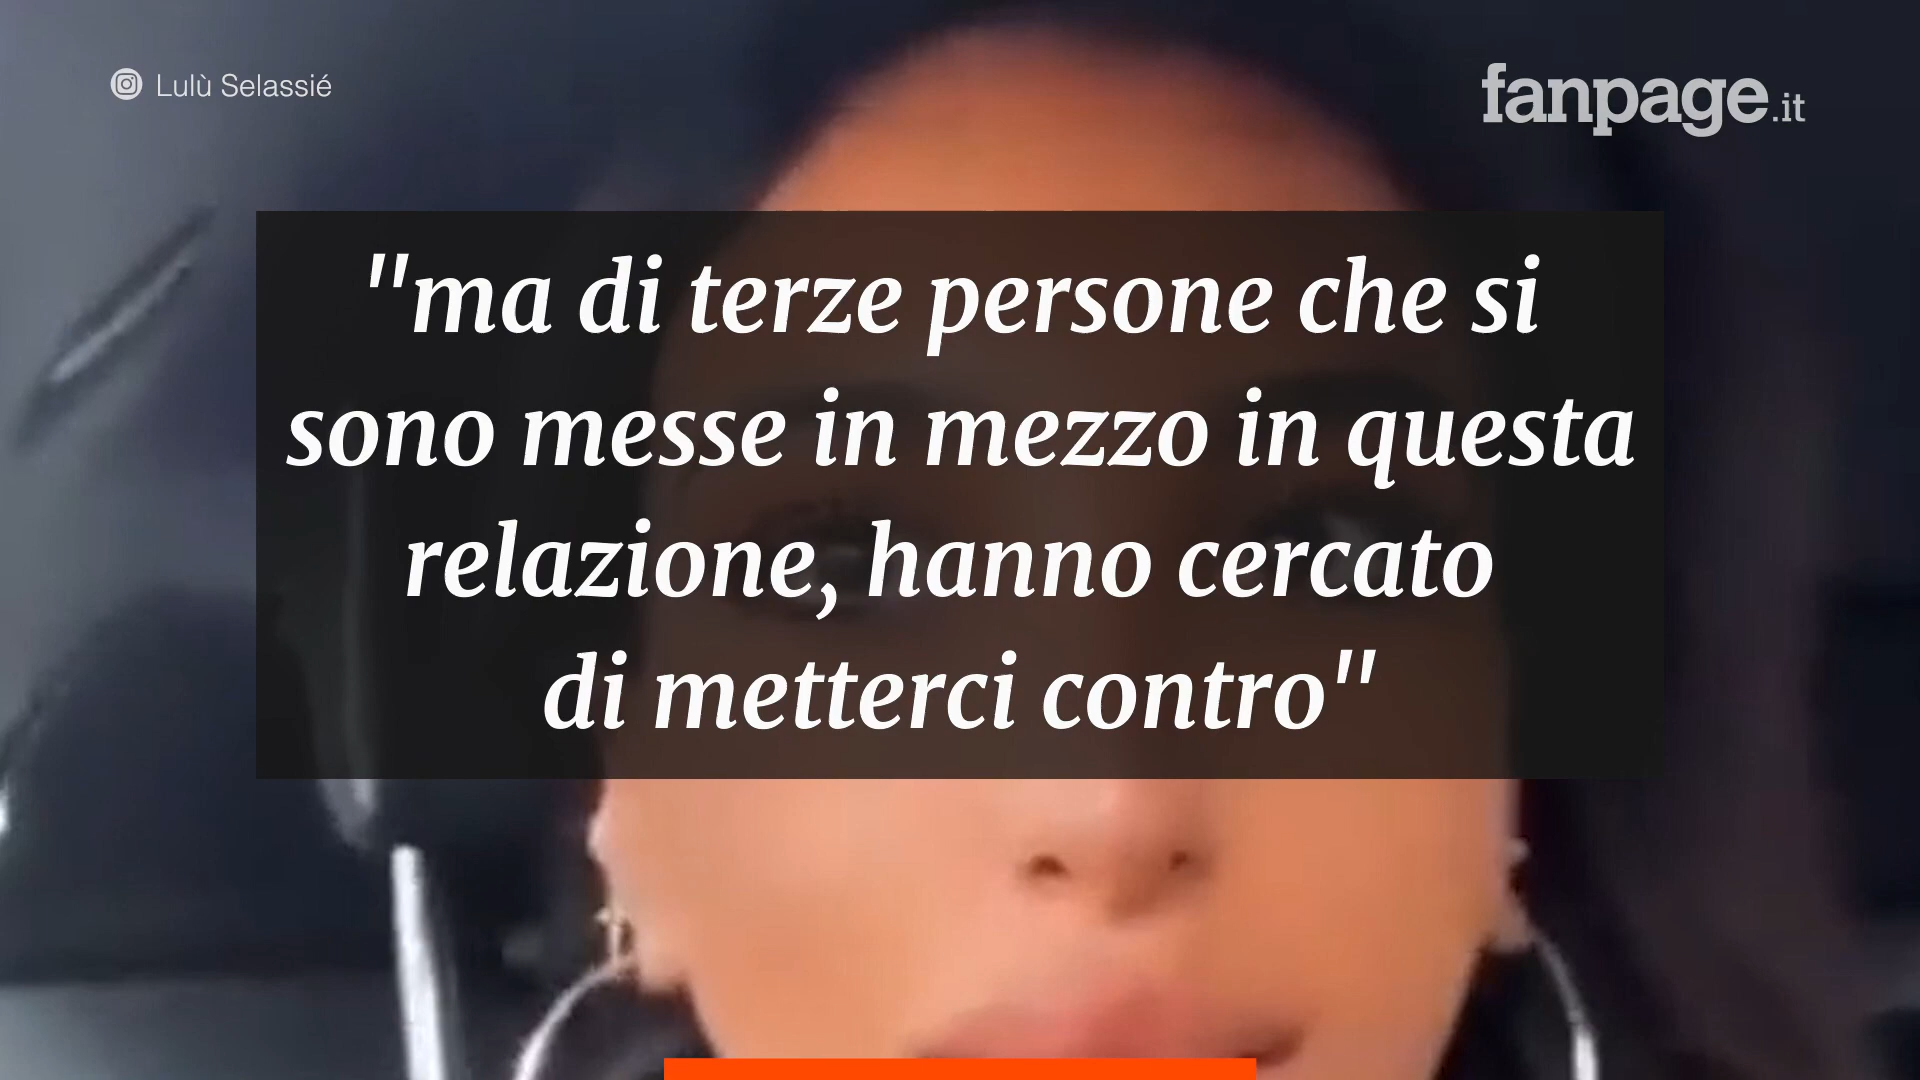 Lulù Selassié
fanpage.it
"ma di terze persone che si
sono messe in mezzo in questa
relazione, hanno cercato
di metterci contro"